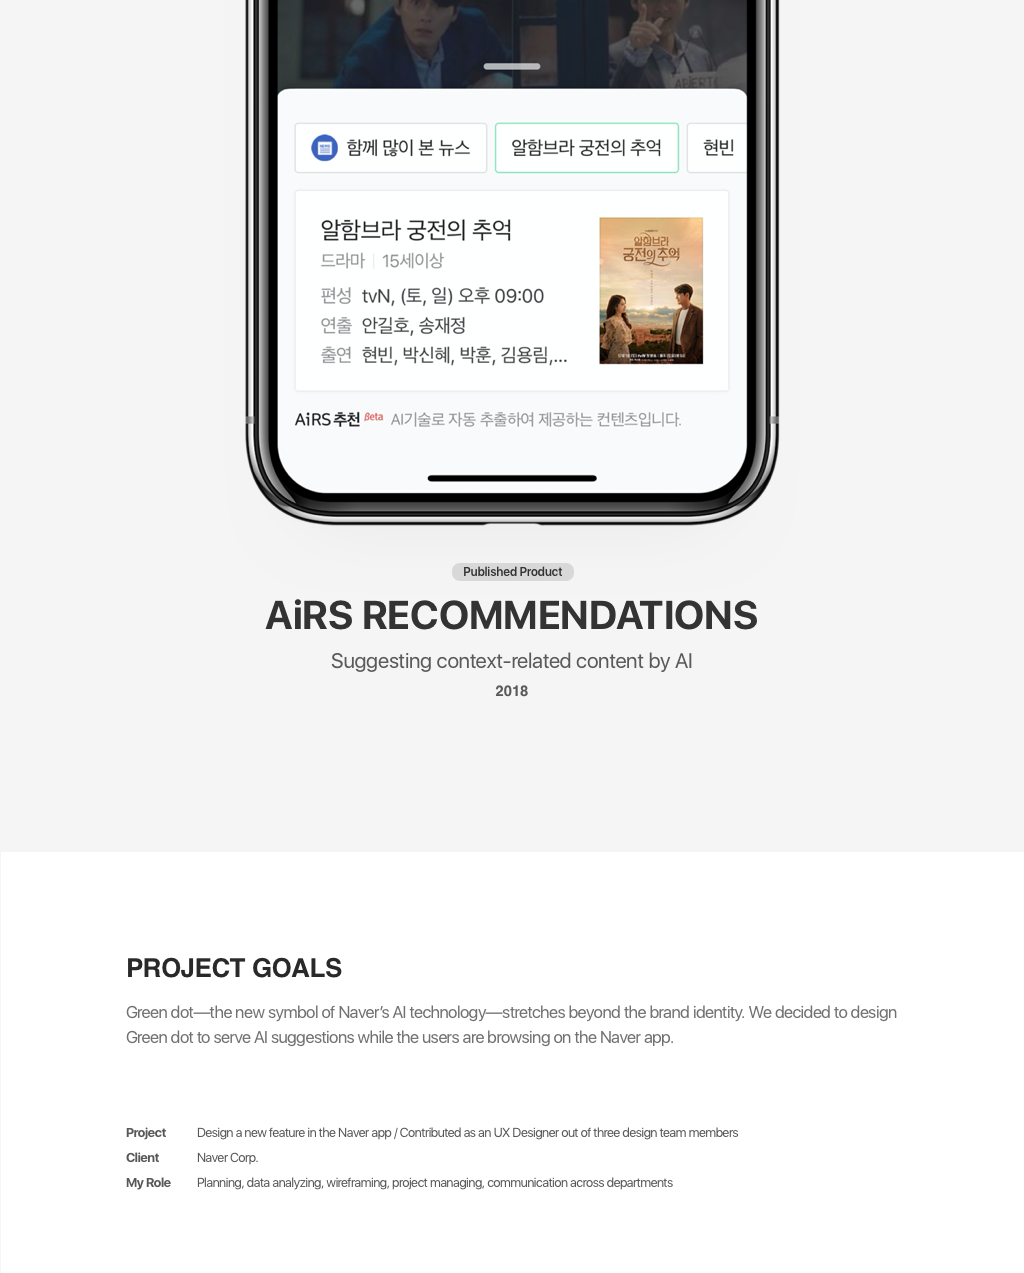 ABIERTE
함께 많이 본 뉴스
알함브라 궁전의 추억
현빈
알함브라 궁전의 추억
드라마 | 15세이상
편성 tvN, (토, 일) 오후 09:00
연출 안길호, 송재정
출연 현빈, 박신혜, 박훈, 김용림,...
알함브라
궁전의 추억
AiRS 추천 βeta AI기술로 자동 추출하여 제공하는 컨텐츠입니다.
Published Product
AiRS RECOMMENDATIONS
Suggesting context-related content by AI
2018
PROJECT GOALS
Green dot—the new symbol of Naver’s AI technology—stretches beyond the brand identity. We decided to design
Green dot to serve AI suggestions while the users are browsing on the Naver app.
Project Design a new feature in the Naver app / Contributed as an UX Designer out of three design team members
Client Naver Corp.
My Role Planning, data analyzing, wireframing, project managing, communication across departments